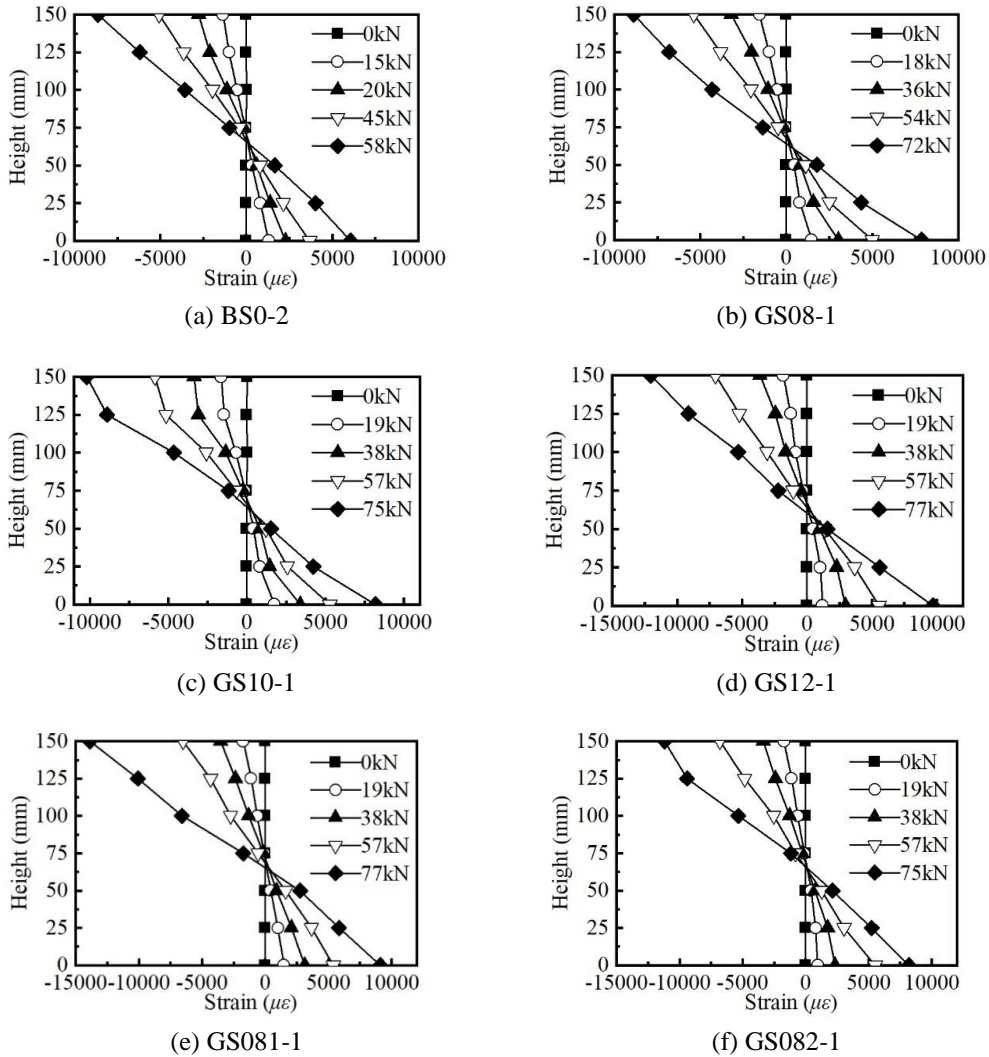 150
125
100
75
50
25
0
Height (mm)
0kN
15kN
20kN
45kN
58kN
-10000 -5000 0 5000 10000
Strain (με)
(a) BS0-2
150
125
100
75
50
25
0
Height (mm)
0kN
18kN
36kN
54kN
72kN
-10000 -5000 0 5000 10000
Strain (με)
(b) GS08-1
150
125
100
75
50
25
0
Height (mm)
0kN
19kN
38kN
57kN
75kN
-10000 -5000 0 5000 10000
Strain (με)
(c) GS10-1
150
125
100
75
50
25
0
Height (mm)
0kN
19kN
38kN
57kN
77kN
-15000 -10000 -5000 0 5000 10000
Strain (με)
(d) GS12-1
150
125
100
75
50
25
0
Height (mm)
0kN
19kN
38kN
57kN
77kN
-15000 -10000 -5000 0 5000 10000
Strain (με)
(e) GS081-1
150
125
100
75
50
25
0
Height (mm)
0kN
19kN
38kN
57kN
75kN
-15000 -10000 -5000 0 5000 10000
Strain (με)
(f) GS082-1